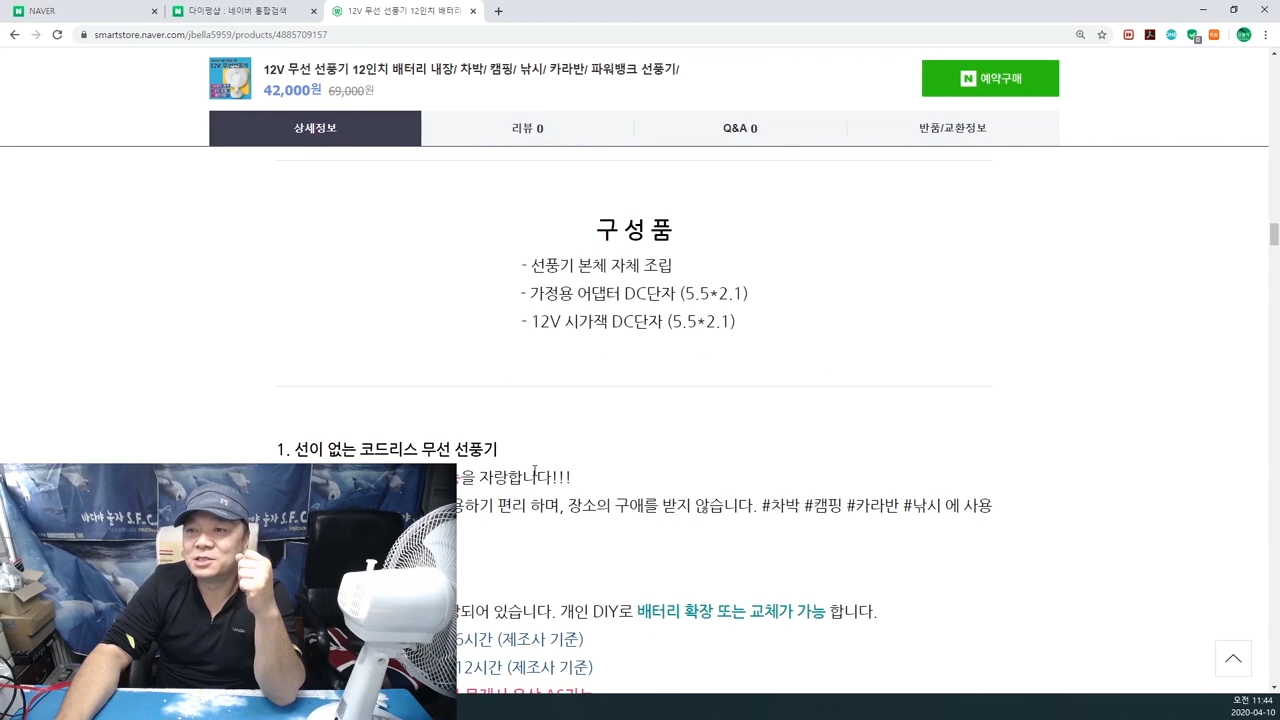 NAVER
다이평샵 : 네이버 통합검색
12V 무선 선풍기 12인치 배터리
smartstore.naver.com/jbella5959/products/4885709157
12V 무선 선풍기 12인치 배터리 내장/ 차박/ 캠핑/ 낚시/ 카라반/ 파워뱅크 선풍기/
42,000원 69,000원
N 예약구매
상세정보
리뷰 0
Q&A 0
반품/교환정보
구 성 품
- 선풍기 본체 자체 조립
- 가정용 어댑터 DC단자 (5.5*2.1)
- 12V 시가잭 DC단자 (5.5*2.1)
1. 선이 없는 코드리스 무선 선풍기
을 자랑합니다!!!
용하기 편리 하며, 장소의 구애를 받지 않습니다. #차박 #캠핑 #카라반 #낚시 에 사용
되어 있습니다. 개인 DIY로 배터리 확장 또는 교체가 가능 합니다.
6시간 (제조사 기준)
12시간 (제조사 기준)
오전 11:44
2020-04-10